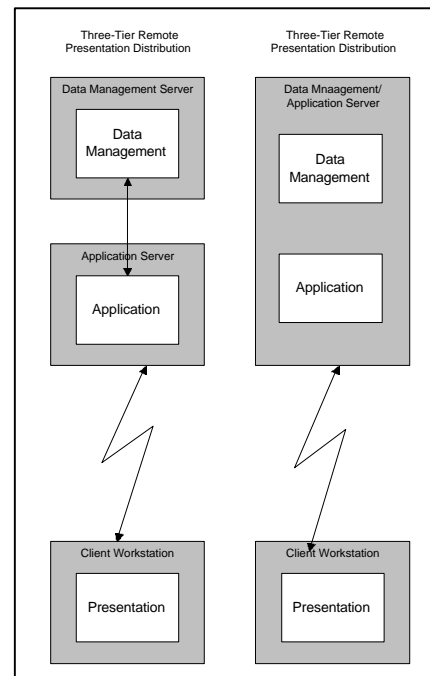 Three-Tier Remote
Presentation Distribution
Data Management Server
Data
Management
Application Server
Application
Client Workstation
Presentation
Three-Tier Remote
Presentation Distribution
Data Mnaagement/
Application Server
Data
Management
Application
Client Workstation
Presentation